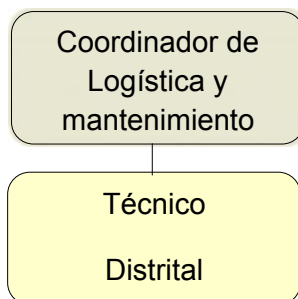 Coordinador de
Logística y
mantenimiento
Técnico
Distrital